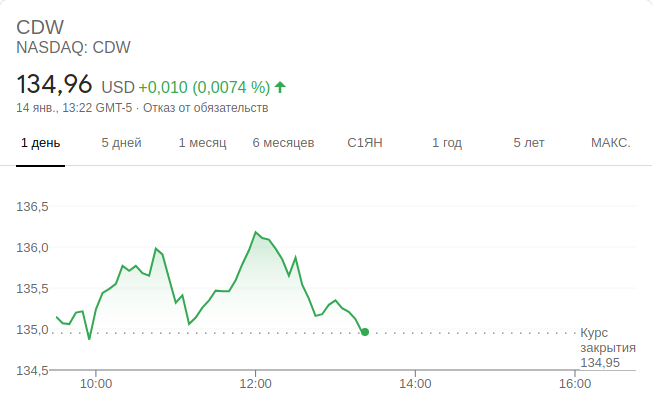 CDW
NASDAQ: CDW
134,96 USD +0,010 (0,0074 %)
14 янв., 13:22 GMT-5 · Отказ от обязательств
1 день 5 дней 1 месяц 6 месяцев С1ЯН 1 год 5 лет МАКС.
136,5
136,0
135,5
135,0
134,5
Курс
закрытия
134,95
10:00 12:00 14:00 16:00